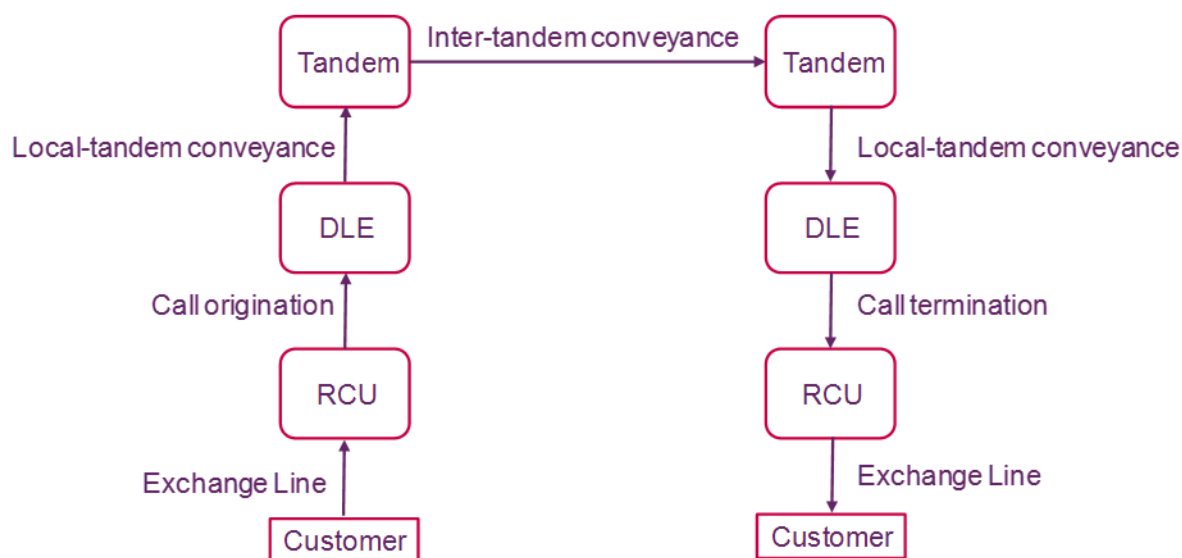 Inter-tandem conveyance
Tandem
Tandem
Local-tandem conveyance
Local-tandem conveyance
DLE
DLE
Call origination
Call termination
RCU
RCU
Exchange Line
Exchange Line
Customer
Customer